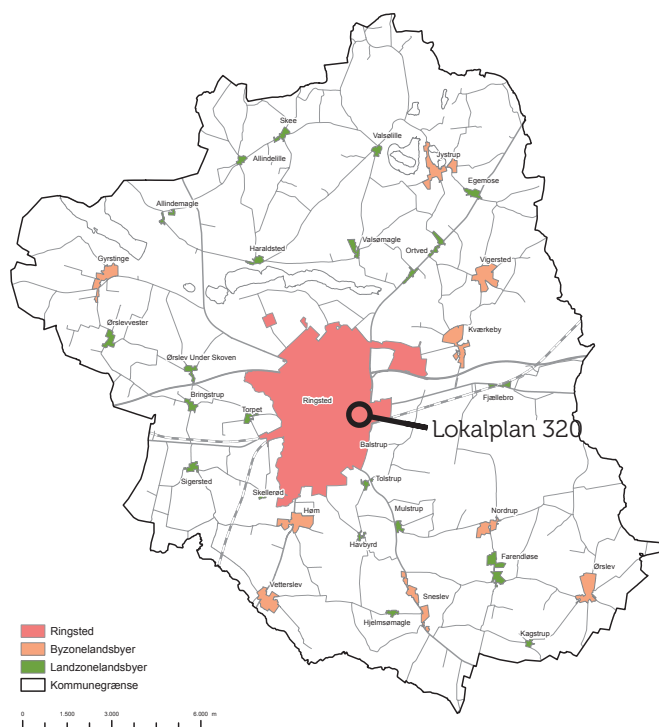 Skee
Valsølille
Allindelille
Jystrup
Egemose
Allindemagle
Valsømagle
Haraldsted
Ortved
Gyrstinge
Vigersted
Ørslevvester
Kværkeby
Ørslev Under Skoven
Bringstrup
Ringsted
Fjællebro
Torpet
Lokalplan 320
Balstrup
Sigersted
Tolstrup
Skellerød
Høm
Mulstrup
Nordrup
Havbyrd
Farendløse
Ørslev
Vetterslev
Sneslev
Hjelmsømagle
Kagstrup
Ringsted
Byzonelandsbyer
Landzonelandsbyer
Kommunegrænse
0 1.500 3.000 6.000 m